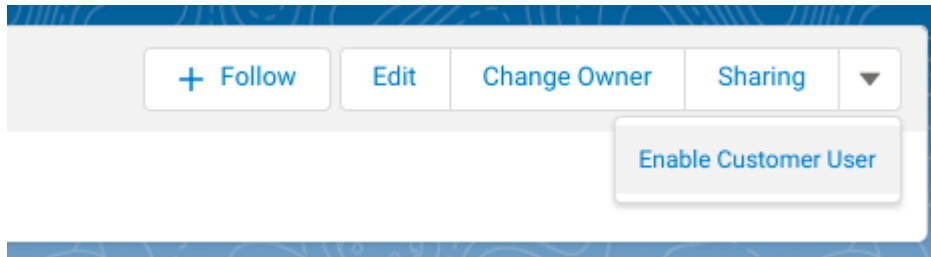 + Follow Edit Change Owner Sharing
Enable Customer User